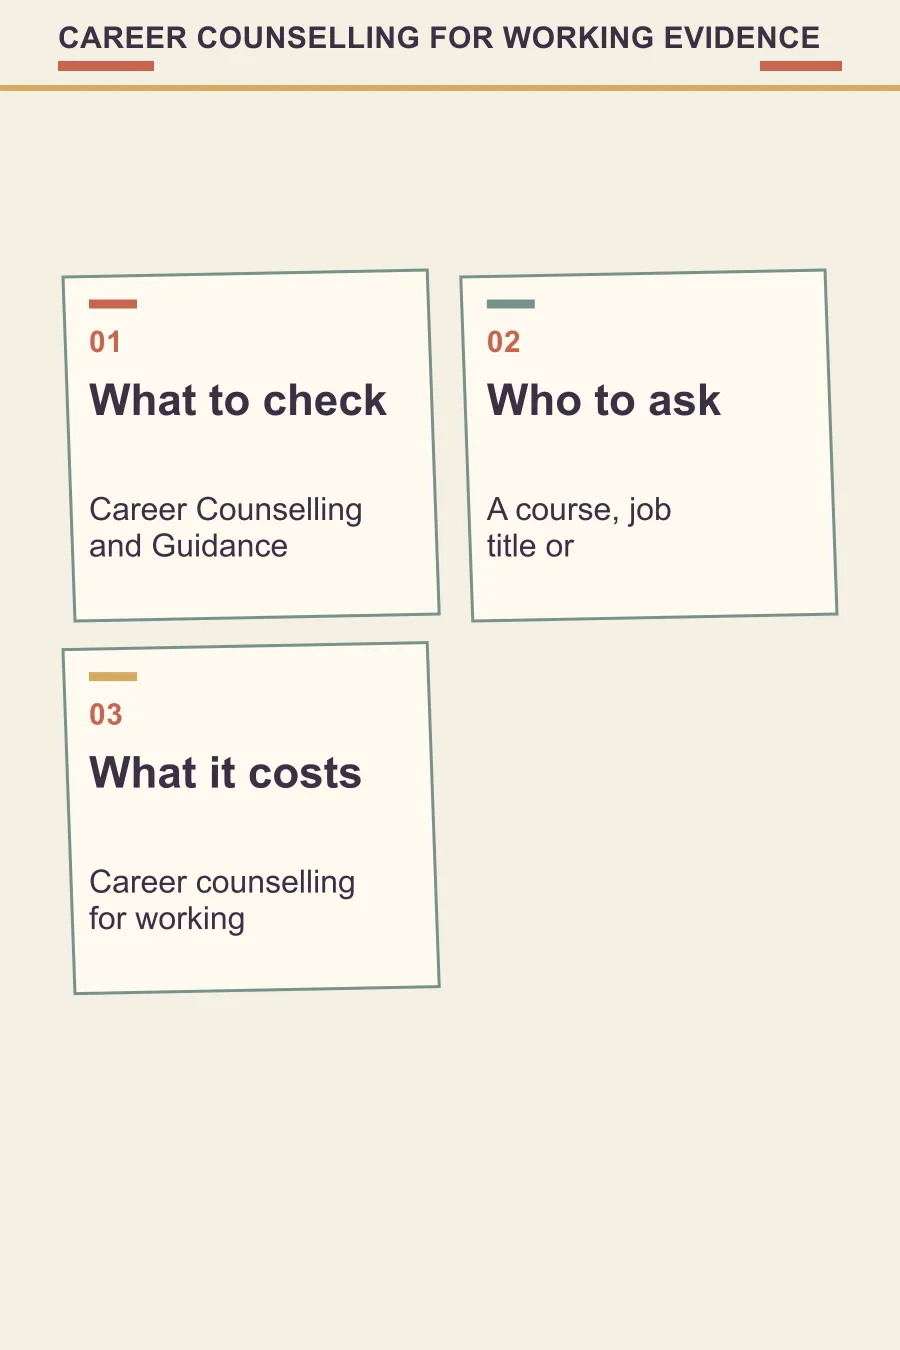 CAREER COUNSELLING FOR WORKING EVIDENCE
01
What to check
Career Counselling
and Guidance
02
Who to ask
A course, job
title or
03
What it costs
Career counselling
for working